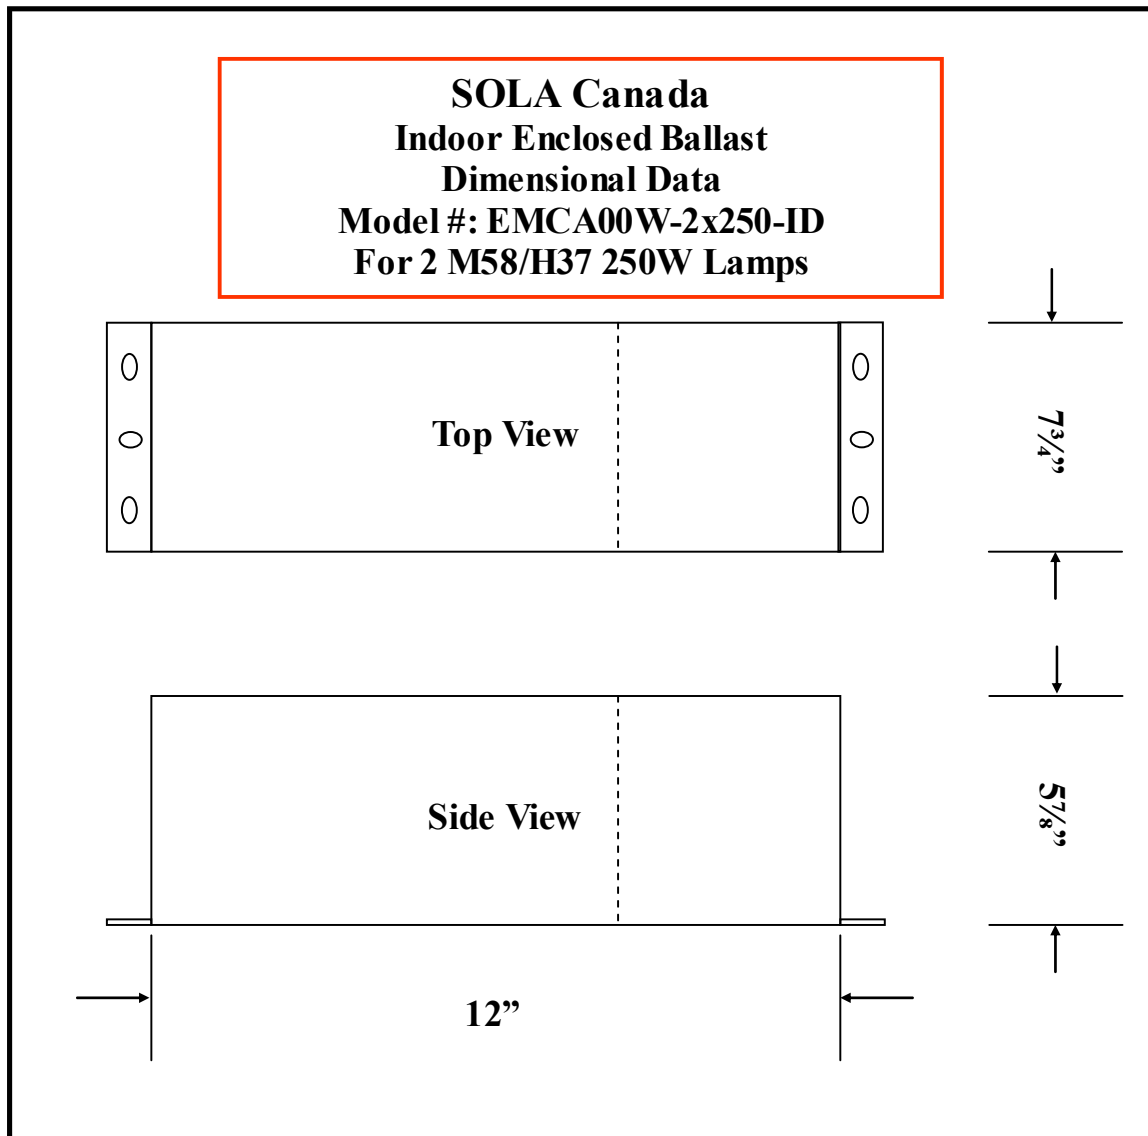 SOLA Canada
Indoor Enclosed Ballast
Dimensional Data
Model #: EMCA00W-2x250-ID
For 2 M58/H37 250W Lamps
Top View
7¾”
Side View
5⅞”
12”